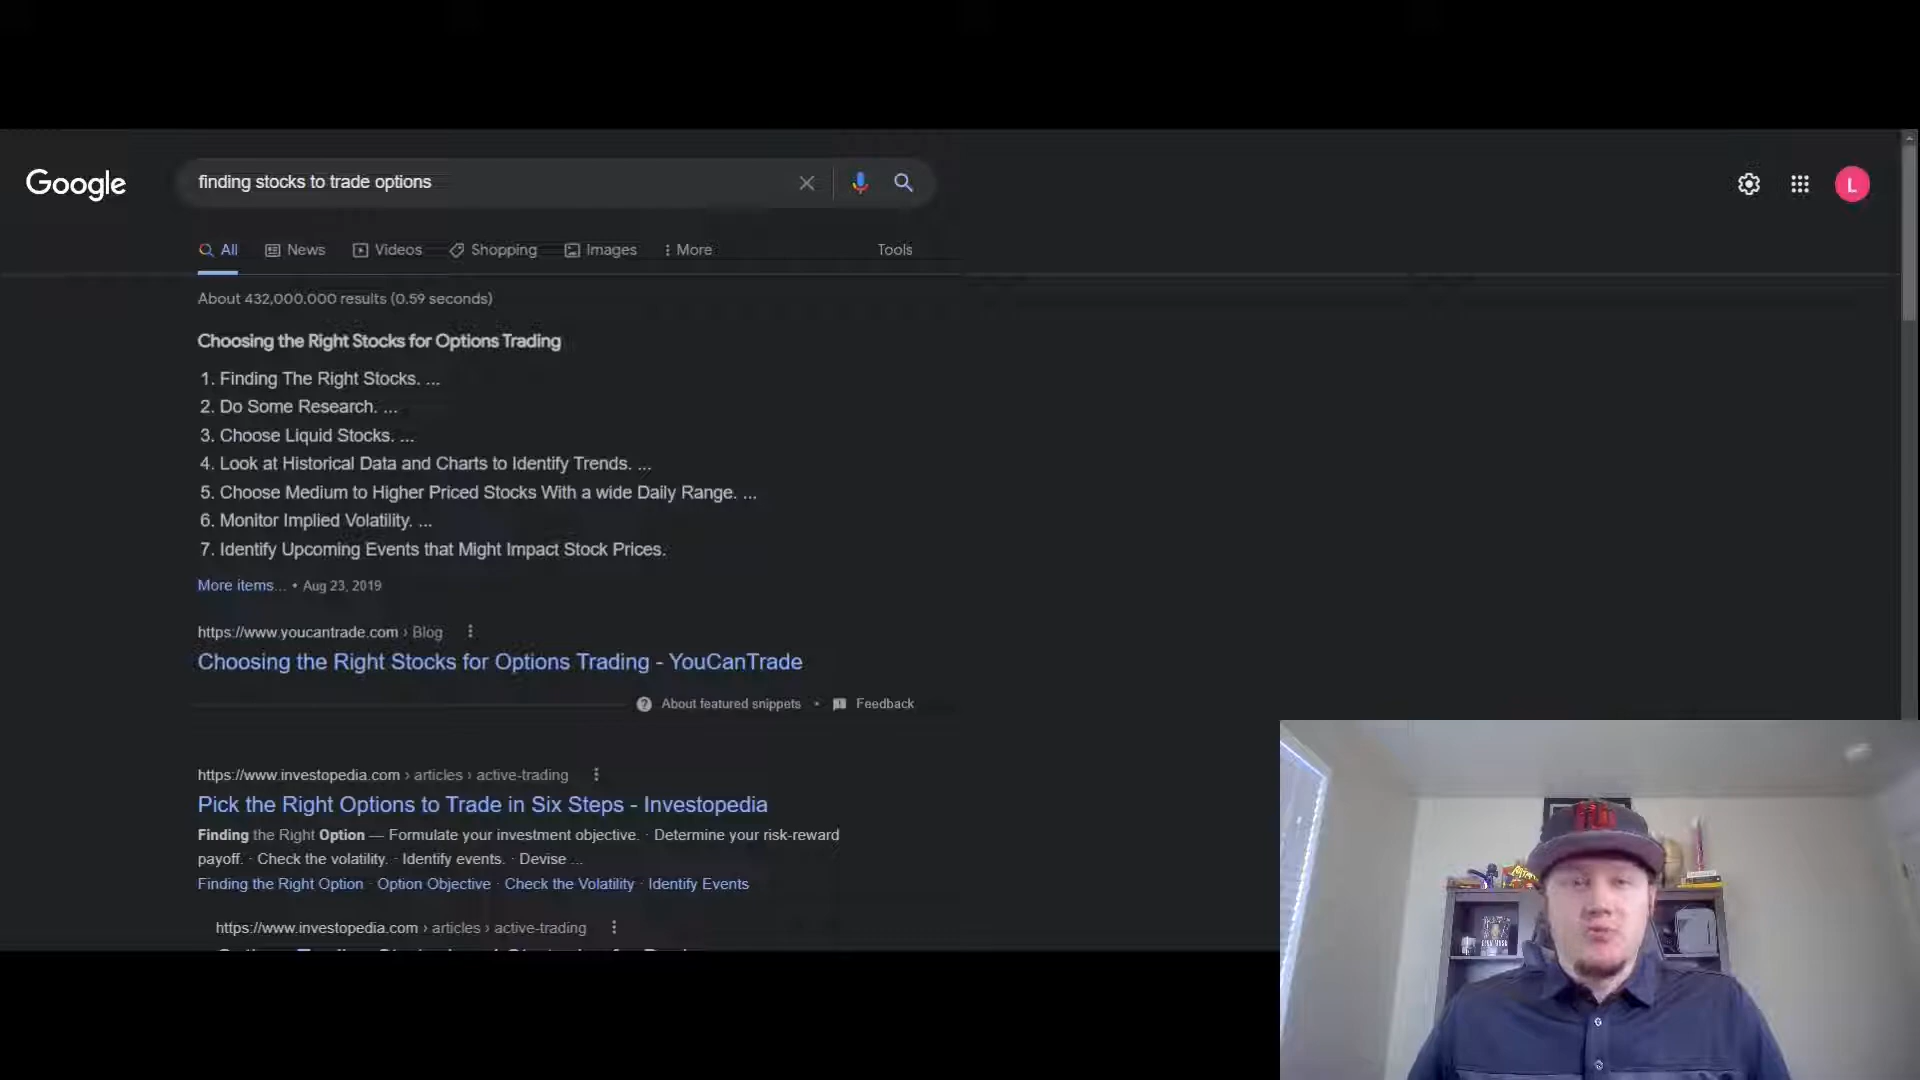 Google
finding stocks to trade options
L
All News Videos Shopping Images More Tools
About 432,000.000 results (0.59 seconds)
Choosing the Right Stocks for Options Trading
1. Finding The Right Stocks. ...
2. Do Some Research. ...
3. Choose Liquid Stocks. ...
4. Look at Historical Data and Charts to Identify Trends. ...
5. Choose Medium to Higher Priced Stocks With a wide Daily Range. ...
6. Monitor Implied Volatility. ...
7. Identify Upcoming Events that Might Impact Stock Prices.
More items... • Aug 23, 2019
https://www.youcantrade.com › Blog
Choosing the Right Stocks for Options Trading - YouCanTrade
About featured snippets • Feedback
https://www.investopedia.com › articles › active-trading
Pick the Right Options to Trade in Six Steps - Investopedia
Finding the Right Option — Formulate your investment objective. · Determine your risk-reward
payoff. · Check the volatility. · Identify events. · Devise ...
Finding the Right Option · Option Objective · Check the Volatility · Identify Events
https://www.investopedia.com › articles › active-trading